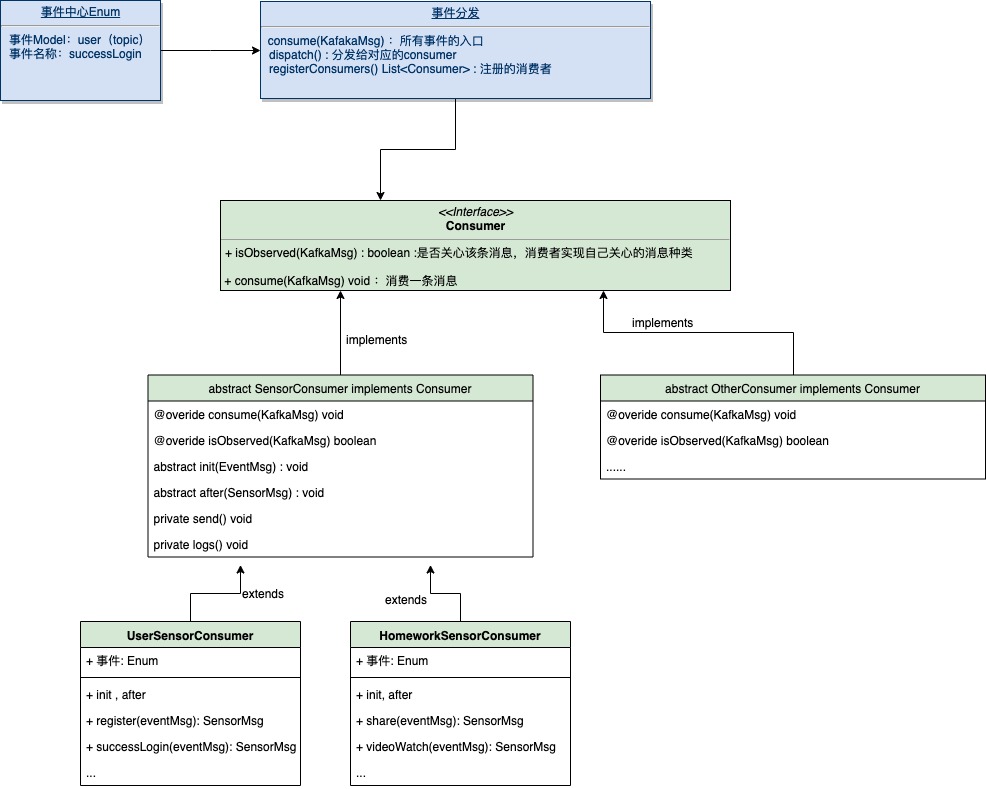 事件中心Enum
事件Model：user（topic）
事件名称：successLogin
事件分发
consume(KafakaMsg) ：所有事件的入口
dispatch() : 分发给对应的consumer
registerConsumers() List<Consumer> : 注册的消费者
<<Interface>>
Consumer
+ isObserved(KafkaMsg) : boolean :是否关心该条消息，消费者实现自己关心的消息种类
+ consume(KafkaMsg) void ： 消费一条消息
implements
implements
abstract SensorConsumer implements Consumer
@overide consume(KafkaMsg) void
@overide isObserved(KafkaMsg) boolean
abstract init(EventMsg) : void
abstract after(SensorMsg) : void
private send() void
private logs() void
abstract OtherConsumer implements Consumer
@overide consume(KafkaMsg) void
@overide isObserved(KafkaMsg) boolean
......
extends
extends
UserSensorConsumer
+ 事件: Enum
+ init , after
+ register(eventMsg): SensorMsg
+ successLogin(eventMsg): SensorMsg
...
HomeworkSensorConsumer
+ 事件: Enum
+ init, after
+ share(eventMsg): SensorMsg
+ videoWatch(eventMsg): SensorMsg
...